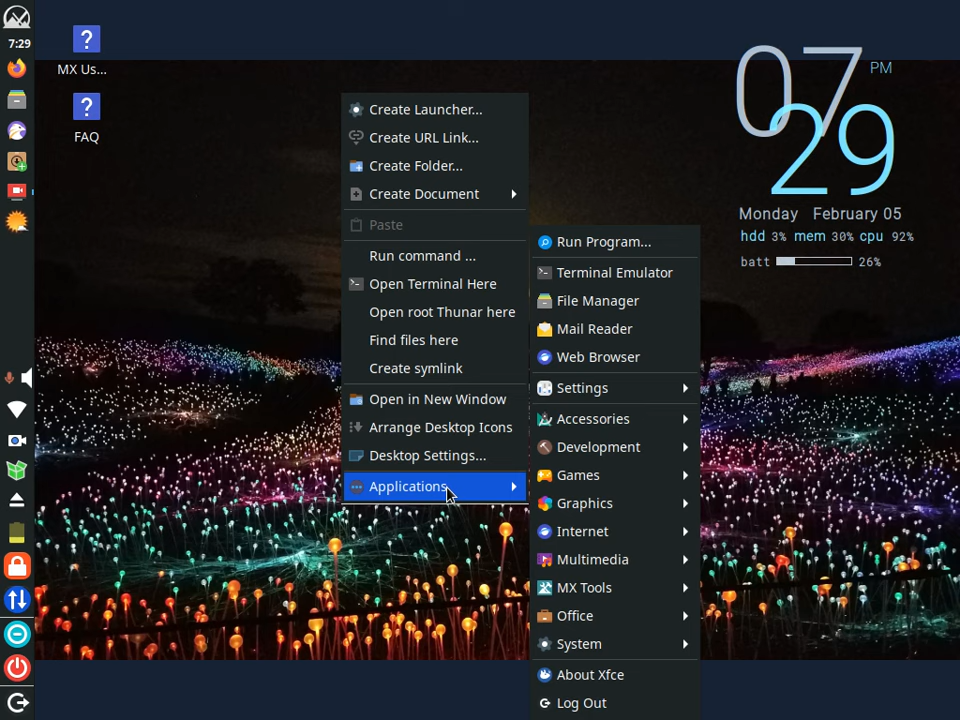 7:29
MX Us...
FAQ
Create Launcher...
Create URL Link...
Create Folder...
Create Document
Paste
Run command ...
Open Terminal Here
Open root Thunar here
Find files here
Create symlink
Open in New Window
Arrange Desktop Icons
Desktop Settings...
Applications
Run Program...
Terminal Emulator
File Manager
Mail Reader
Web Browser
Settings
Accessories
Development
Games
Graphics
Internet
Multimedia
MX Tools
Office
System
About Xfce
Log Out
07 PM
29
Monday February 05
hdd 3% mem 30% cpu 92%
batt 26%